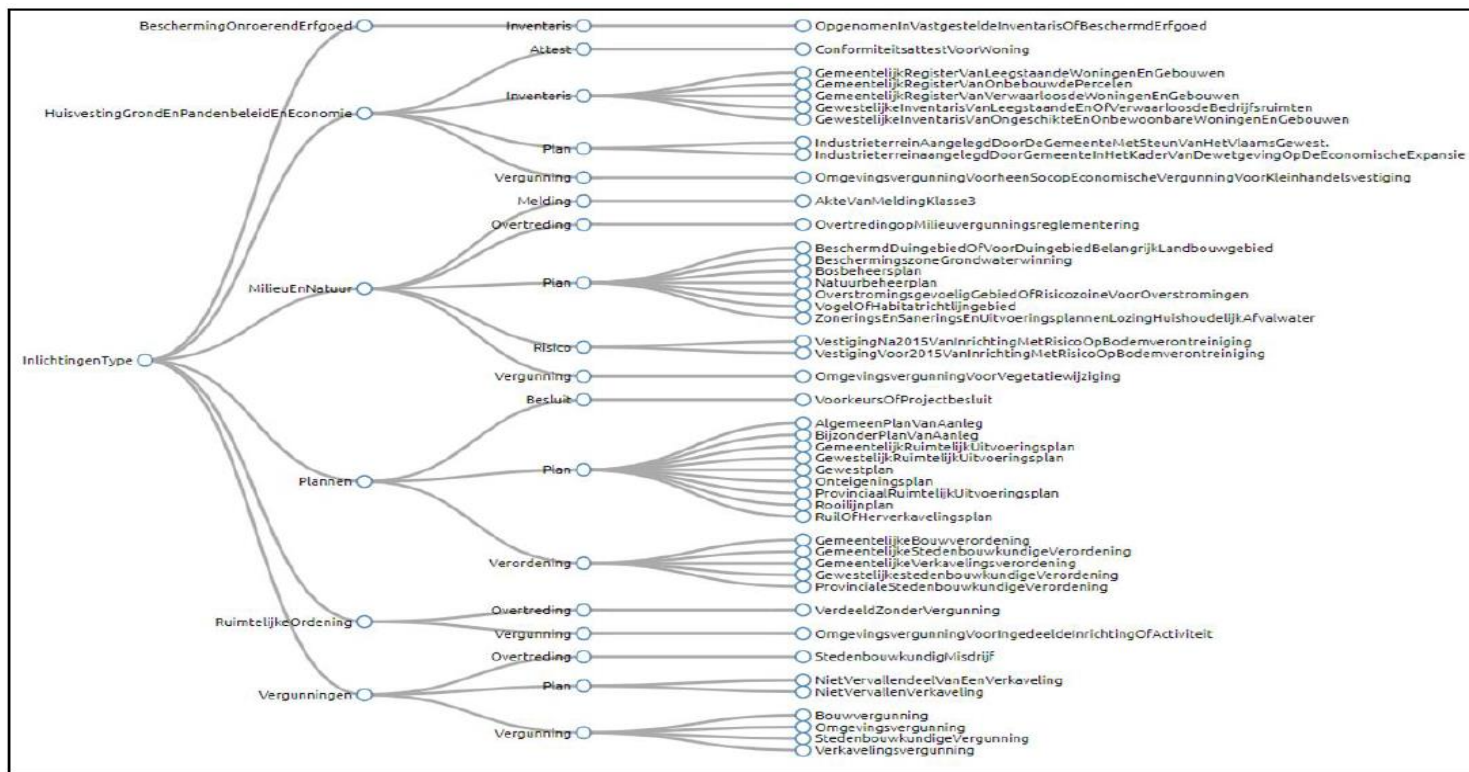 BeschermingOnroerendErfgoed
Inventaris
OpgenomenInVastgesteldeInventarisOfBeschermdErfgoed
Attest
ConformiteitsattestVoorWoning
HuisvestingGrondEnPandenbeleidEnEconomie
Inventaris
GemeentelijkRegisterVanLeegstaandeWoningenEnGebouwen
GemeentelijkRegisterVanOnbebouwdePercelen
GemeentelijkRegisterVanVerwaarloosdeWoningenEnGebouwen
GewestelijkeInventarisVanLeegstaandeEnOfVerwaarloosdeBedrijfsruimten
GewestelijkeInventarisVanOngeschikteEnOnbewoonbareWoningenEnGebouwen
Plan
IndustrieterreinAangelegdDoorDeGemeenteMetSteunVanHetVlaamsGewest.
IndustrieterreinaangelegdDoorGemeenteInHetKaderVanDewetgevingOpDeEconomischeExpansie
Vergunning
OmgevingsvergunningVoorheenSocopEconomischeVergunningVoorKleinhandelsvestiging
Melding
AkteVanMeldingKlasse3
Overtreding
OvertredingopMilieuvergunningsreglementering
MilieuEnNatuur
Plan
BeschermdDuingebiedOfVoorDuingebiedBelangrijkLandbouwgebied
BeschermingszoneGrondwaterwinning
Bosbeheersplan
Natuurbeheerplan
OverstromingsgevoeligGebiedOfRisicozoineVoorOverstromingen
VogelOfHabitatrichtlijngebied
ZoneringsEnSaneringsEnUitvoeringsplannenLozingHuishoudelijkAfvalwater
Risico
VestigingNa2015VanInrichtingMetRisicoOpBodemverontreiniging
VestigingVoor2015VanInrichtingMetRisicoOpBodemverontreiniging
Vergunning
OmgevingsvergunningVoorVegetatiewijziging
InlichtingenType
Besluit
VoorkeursOfProjectbesluit
Plannen
Plan
AlgemeenPlanVanAanleg
BijzonderPlanVanAanleg
GemeentelijkRuimtelijkUitvoeringsplan
GewestelijkRuimtelijkUitvoeringsplan
Gewestplan
Onteigeningsplan
ProvinciaalRuimtelijkUitvoeringsplan
Rooilijnplan
RuilOfHerverkavelingsplan
Verordening
GemeentelijkeBouwverordening
GemeentelijkeStedenbouwkundigeVerordening
GemeentelijkeVerkavelingsverordening
GewestelijkestedenbouwkundigeVerordening
ProvincialeStedenbouwkundigeVerordening
RuimtelijkeOrdening
Overtreding
VerdeeldZonderVergunning
Vergunning
OmgevingsvergunningVoorIngedeeldeInrichtingOfActiviteit
Overtreding
StedenbouwkundigMisdrijf
Vergunningen
Plan
NietVervallendeelVanEenVerkaveling
NietVervallenVerkaveling
Vergunning
Bouwvergunning
Omgevingsvergunning
StedenbouwkundigeVergunning
Verkavelingsvergunning